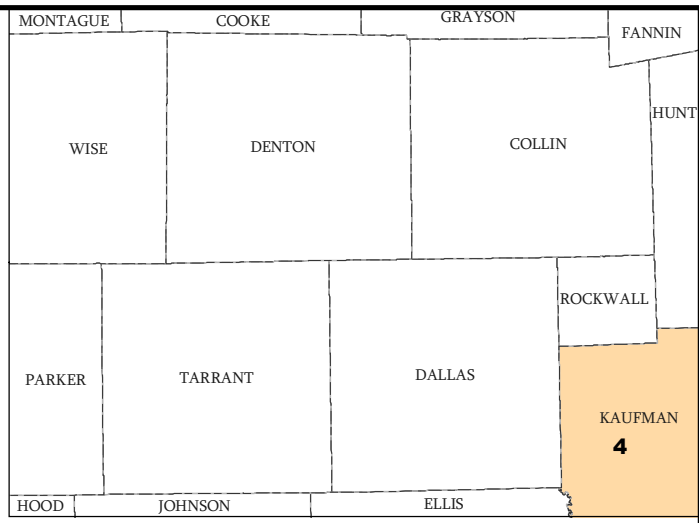 MONTAGUE COOKE GRAYSON
FANNIN
HUNT
WISE DENTON COLLIN
ROCKWALL
PARKER TARRANT DALLAS
KAUFMAN
4
HOOD JOHNSON ELLIS